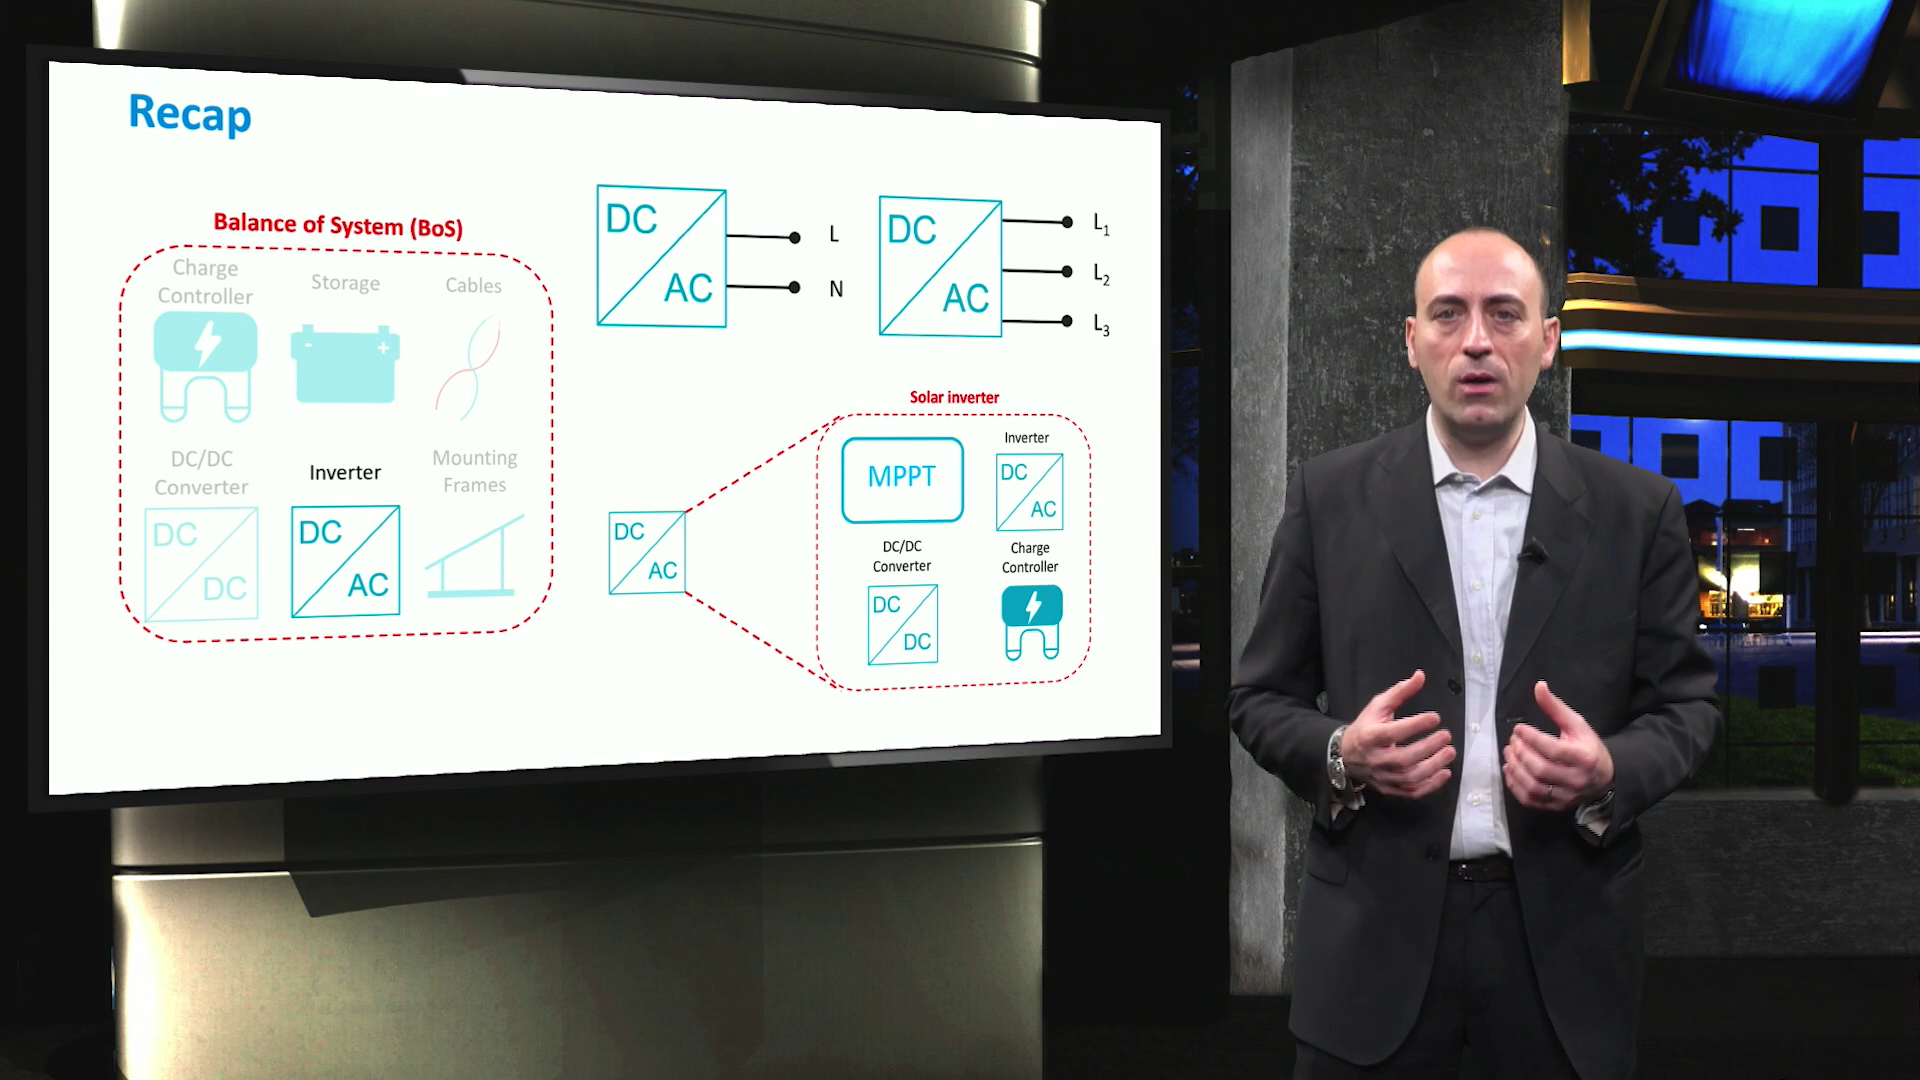 Recap
Balance of System (BoS)
Charge
Controller
Storage
Cables
- +
DC/DC
Converter
Inverter
Mounting
Frames
DC
DC
DC
AC
DC
AC
L
N
DC
AC
L1
L2
L3
DC
AC
Solar inverter
MPPT
Inverter
DC
AC
DC/DC
Converter
DC
DC
Charge
Controller